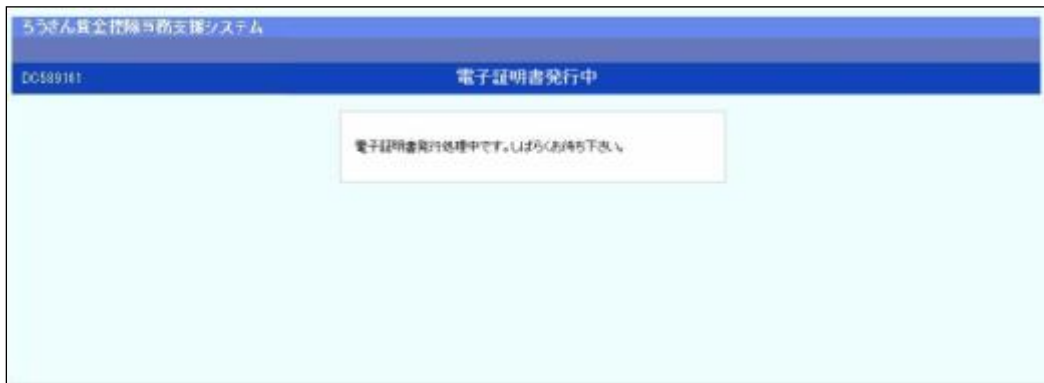 ろうきん賃金控除事務支援システム
DC589161
電子証明書発行中
電子証明書発行処理中です。しばらくお待ち下さい。